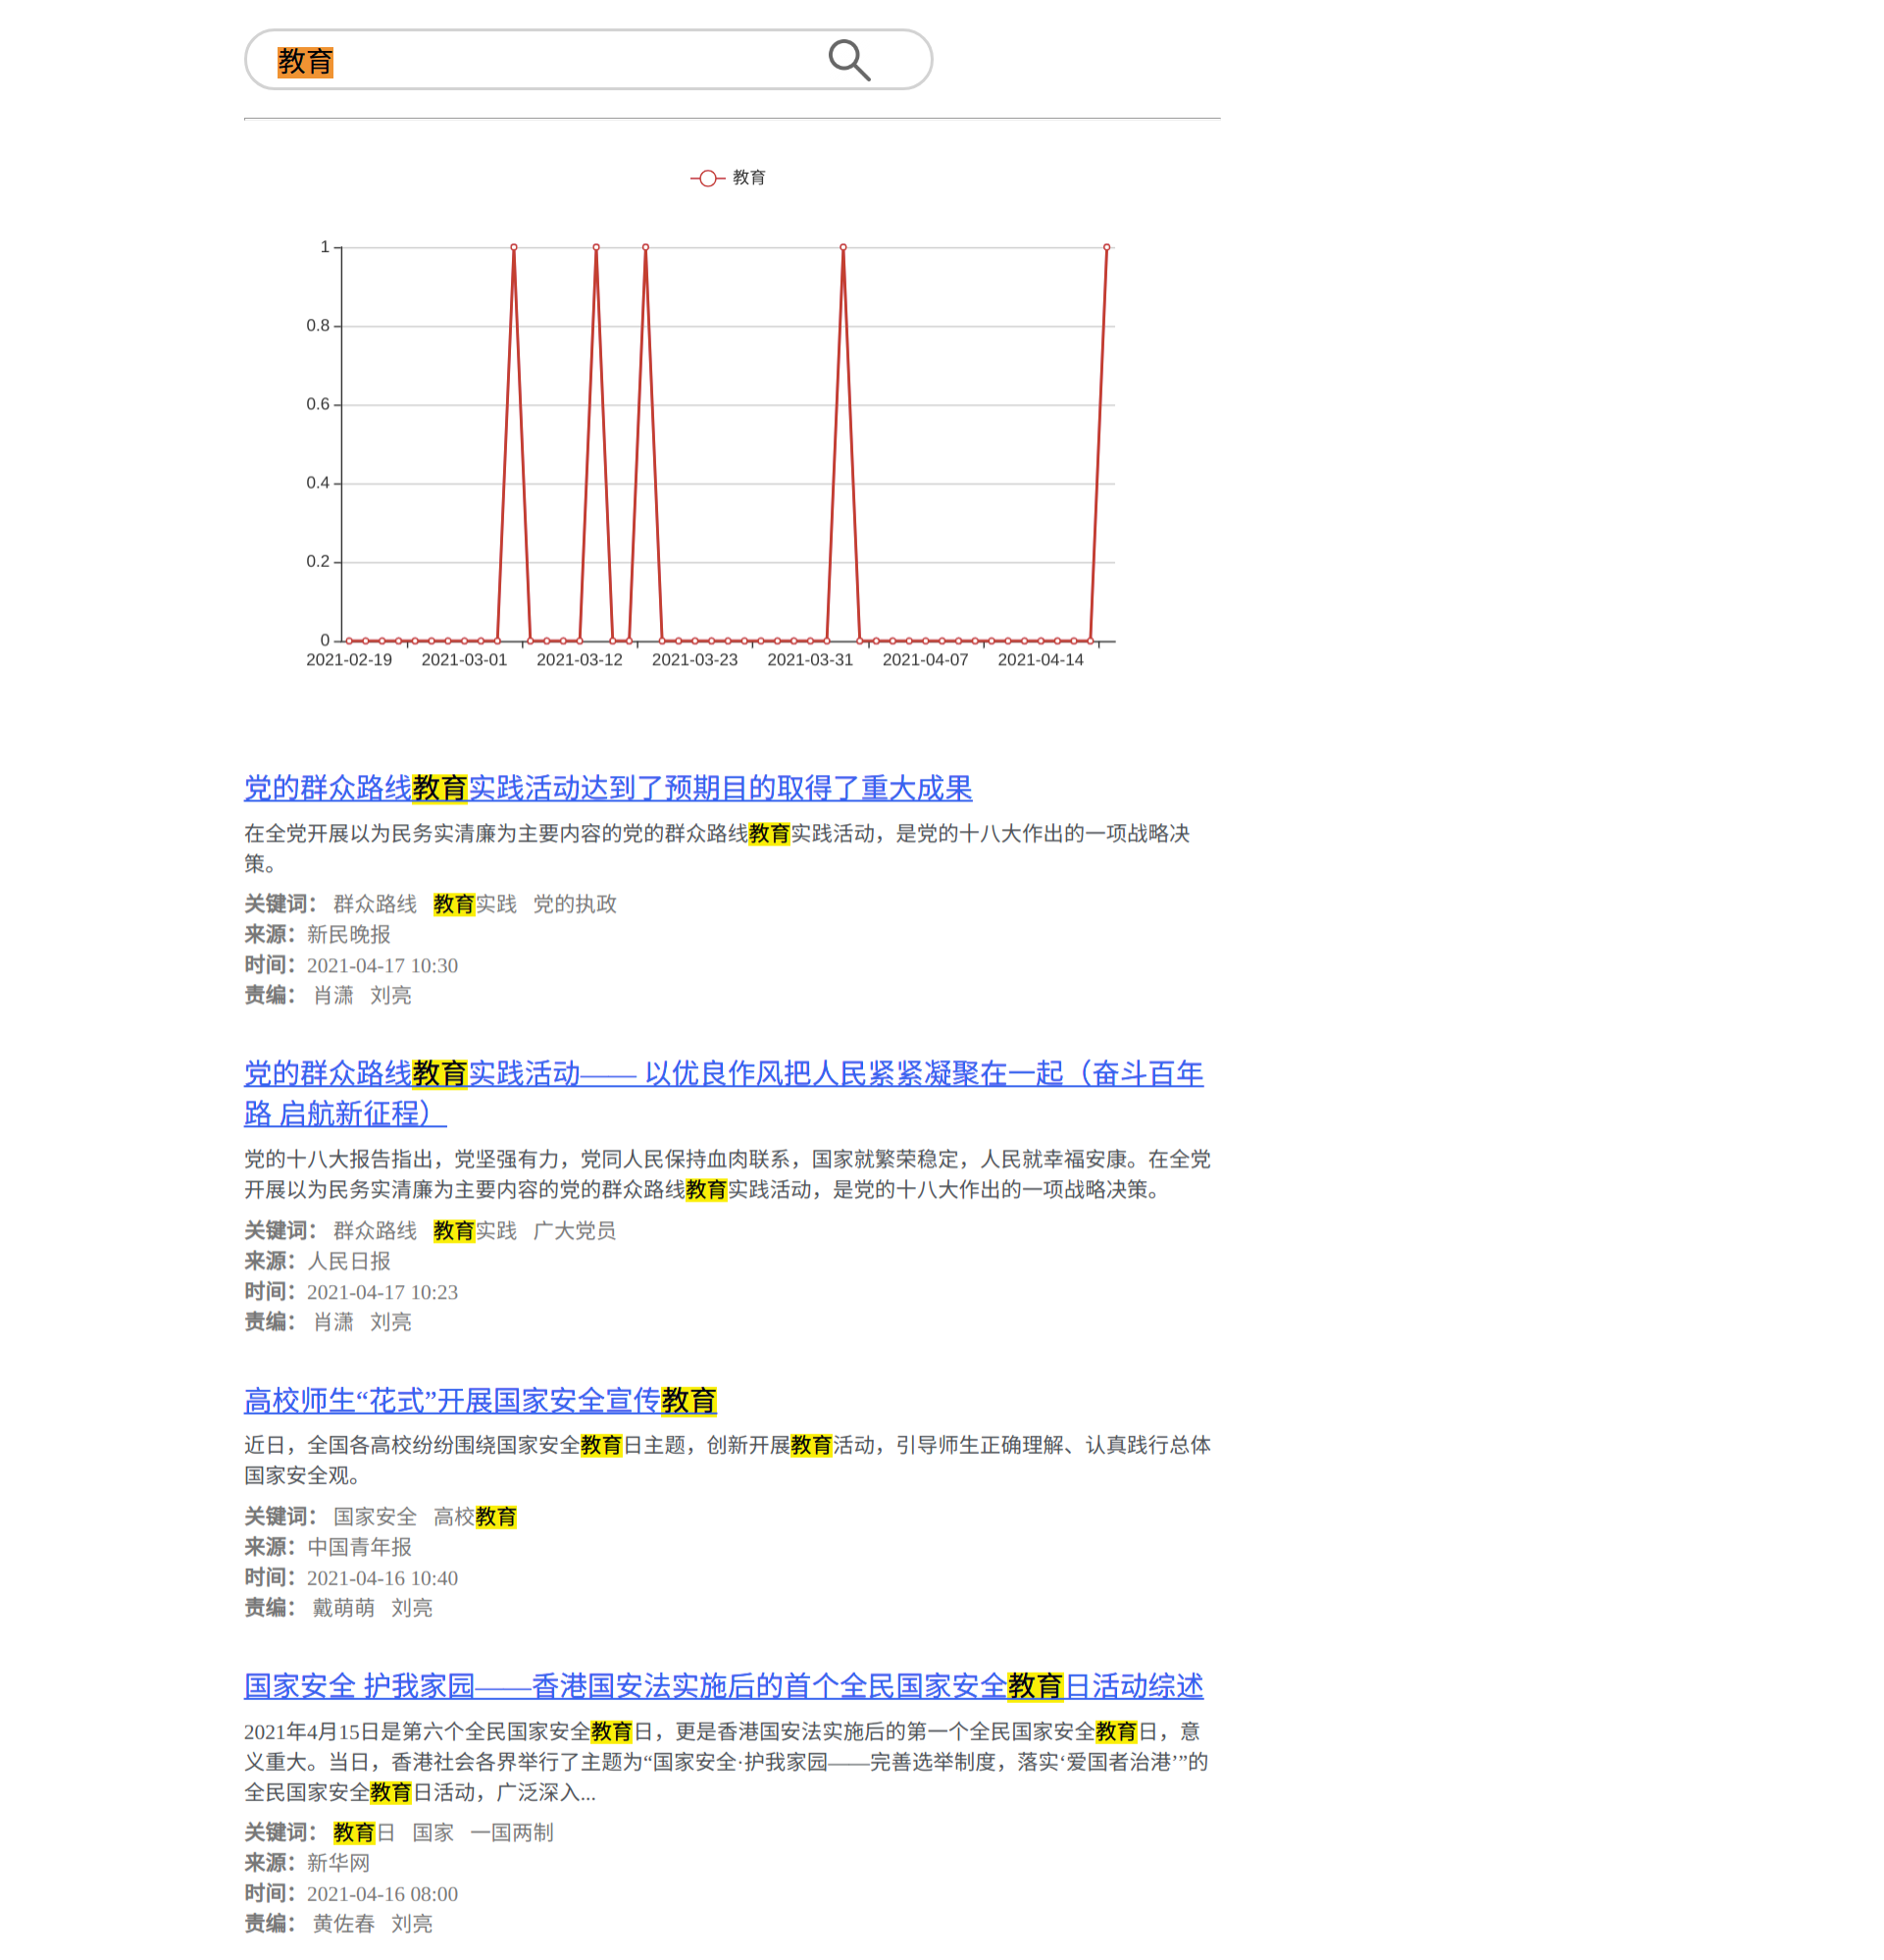 教育
教育
1
0.8
0.6
0.4
0.2
0
2021-02-19 2021-03-01 2021-03-12 2021-03-23 2021-03-31 2021-04-07 2021-04-14
党的群众路线教育实践活动达到了预期目的取得了重大成果
在全党开展以为民务实清廉为主要内容的党的群众路线教育实践活动，是党的十八大作出的一项战略决
策。
关键词： 群众路线 教育实践 党的执政
来源：新民晚报
时间：2021-04-17 10:30
责编： 肖潇 刘亮
党的群众路线教育实践活动—— 以优良作风把人民紧紧凝聚在一起（奋斗百年
路 启航新征程）
党的十八大报告指出，党坚强有力，党同人民保持血肉联系，国家就繁荣稳定，人民就幸福安康。在全党
开展以为民务实清廉为主要内容的党的群众路线教育实践活动，是党的十八大作出的一项战略决策。
关键词： 群众路线 教育实践 广大党员
来源：人民日报
时间：2021-04-17 10:23
责编： 肖潇 刘亮
高校师生“花式”开展国家安全宣传教育
近日，全国各高校纷纷围绕国家安全教育日主题，创新开展教育活动，引导师生正确理解、认真践行总体
国家安全观。
关键词： 国家安全 高校教育
来源：中国青年报
时间：2021-04-16 10:40
责编： 戴萌萌 刘亮
国家安全 护我家园——香港国安法实施后的首个全民国家安全教育日活动综述
2021年4月15日是第六个全民国家安全教育日，更是香港国安法实施后的第一个全民国家安全教育日，意
义重大。当日，香港社会各界举行了主题为“国家安全·护我家园——完善选举制度，落实‘爱国者治港’”的
全民国家安全教育日活动，广泛深入...
关键词： 教育日 国家 一国两制
来源：新华网
时间：2021-04-16 08:00
责编： 黄佐春 刘亮